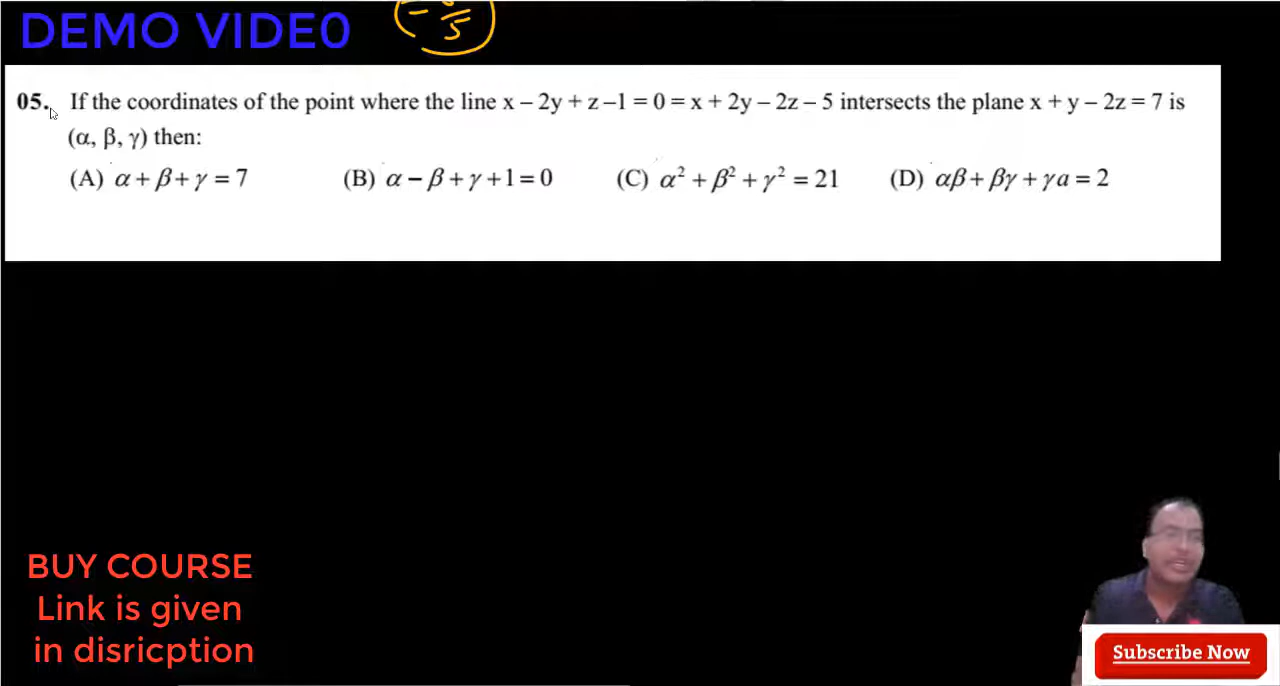 DEMO VIDEO
5
05. If the coordinates of the point where the line x − 2y + z −1 = 0 = x + 2y − 2z − 5 intersects the plane x + y − 2z = 7 is
(α, β, γ) then:
(A) α + β + γ = 7 (B) α − β + γ + 1 = 0 (C) α² + β² + γ² = 21 (D) αβ + βγ + γa = 2
BUY COURSE
Link is given
in disricption
Subscribe Now